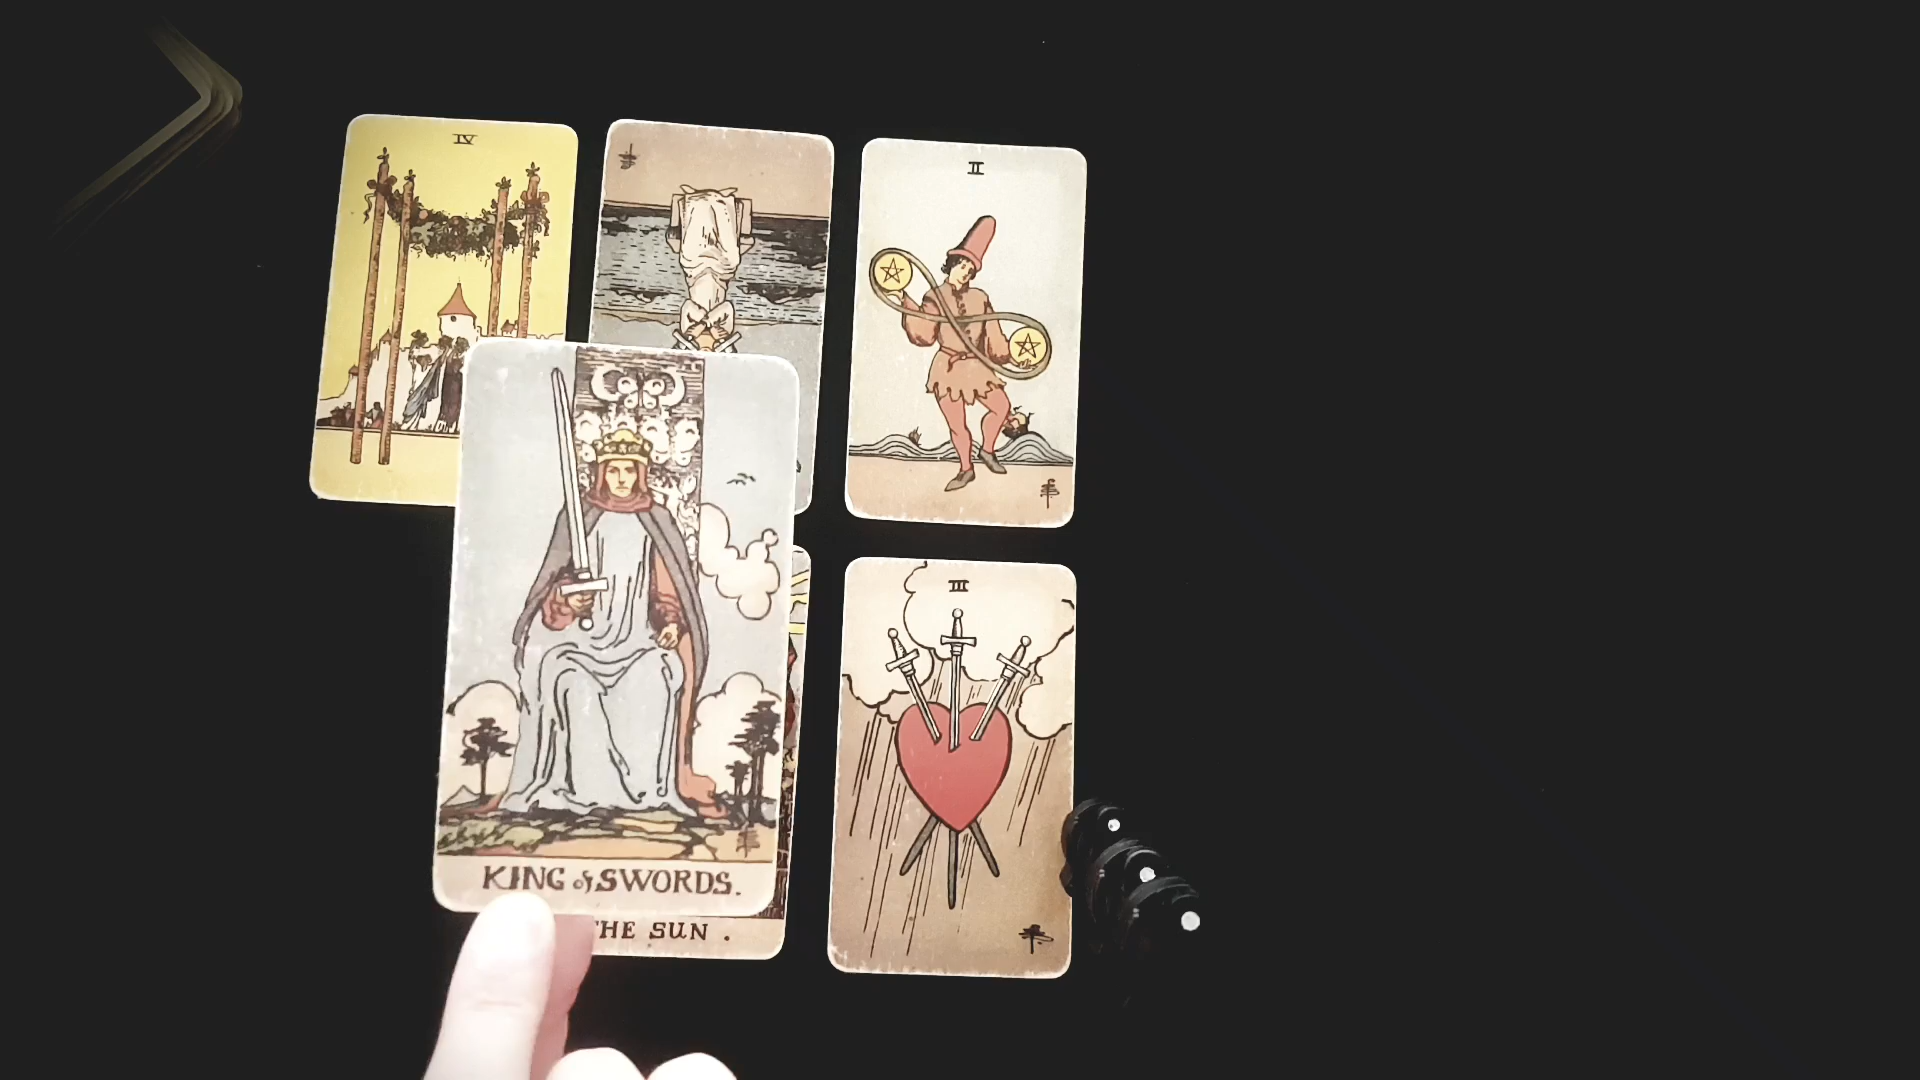 IV
II
III
KING of SWORDS.
THE SUN.